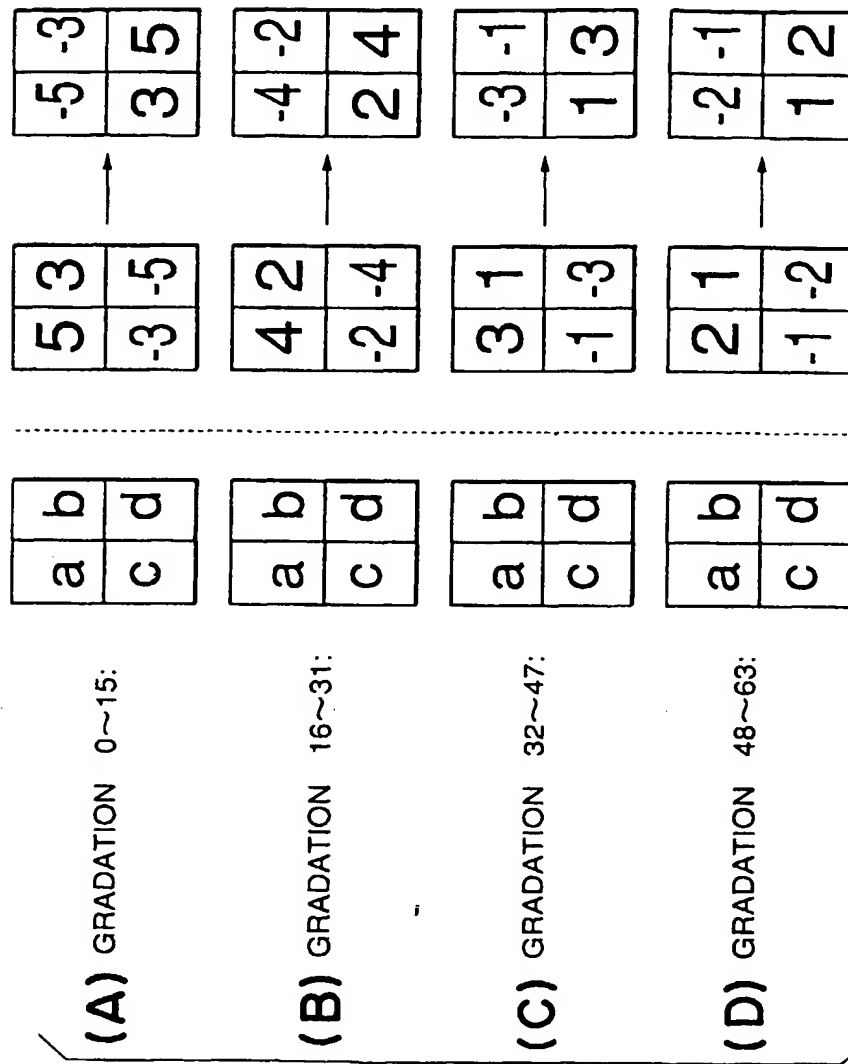 a b 5 3 -5 -3
(A) GRADATION 0~15:
c d -3 -5 3 5
a b 4 2 -4 -2
(B) GRADATION 16~31:
c d -2 -4 2 4
a b 3 1 -3 -1
(C) GRADATION 32~47:
c d -1 -3 1 3
a b 2 1 -2 -1
(D) GRADATION 48~63:
c d -1 -2 1 2